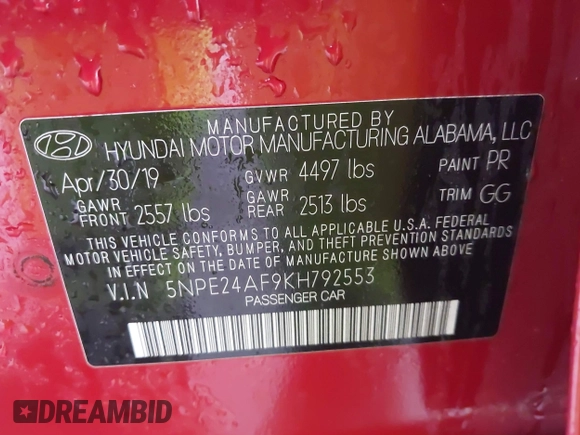 MANUFACTURED BY
HYUNDAI MOTOR MANUFACTURING ALABAMA, LLC
Apr/30/19 GVWR 4497 lbs PAINT PR
GAWR FRONT 2557 lbs GAWR REAR 2513 lbs TRIM GG
THIS VEHICLE CONFORMS TO ALL APPLICABLE U.S.A. FEDERAL
MOTOR VEHICLE SAFETY, BUMPER, AND THEFT PREVENTION STANDARDS
IN EFFECT ON THE DATE OF MANUFACTURE SHOWN ABOVE.
V.I.N 5NPE24AF9KH792553
PASSENGER CAR
DREAMBID